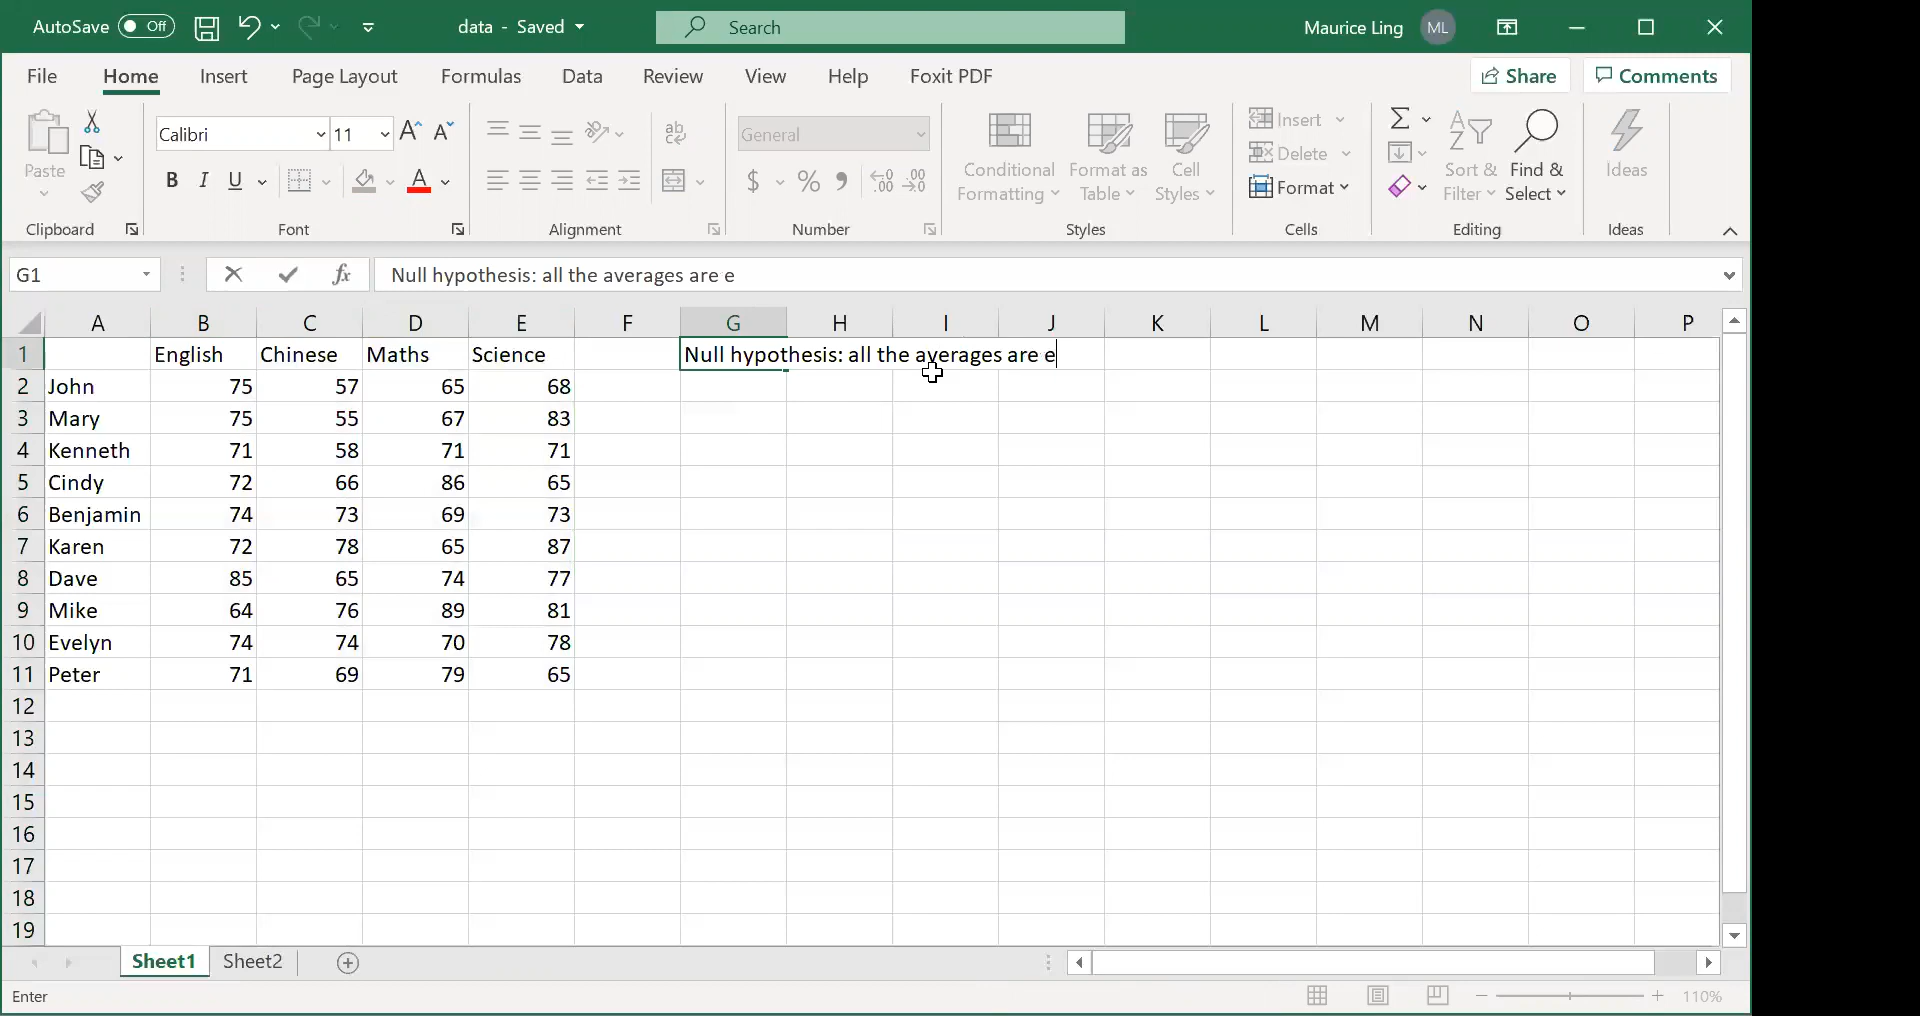 AutoSave Off data - Saved Search Maurice Ling ML
File Home Insert Page Layout Formulas Data Review View Help Foxit PDF Share Comments
Paste Calibri 11 General Conditional Formatting Format as Table Cell Styles Insert Delete Format Sort & Filter Find & Select Ideas
Clipboard Font Alignment Number Styles Cells Editing Ideas
G1 Null hypothesis: all the averages are e
A B C D E F G H I J K L M N O P
1 English Chinese Maths Science Null hypothesis: all the averages are e
2 John 75 57 65 68
3 Mary 75 55 67 83
4 Kenneth 71 58 71 71
5 Cindy 72 66 86 65
6 Benjamin 74 73 69 73
7 Karen 72 78 65 87
8 Dave 85 65 74 77
9 Mike 64 76 89 81
10 Evelyn 74 74 70 78
11 Peter 71 69 79 65
12
13
14
15
16
17
18
19
Sheet1 Sheet2
Enter 110%